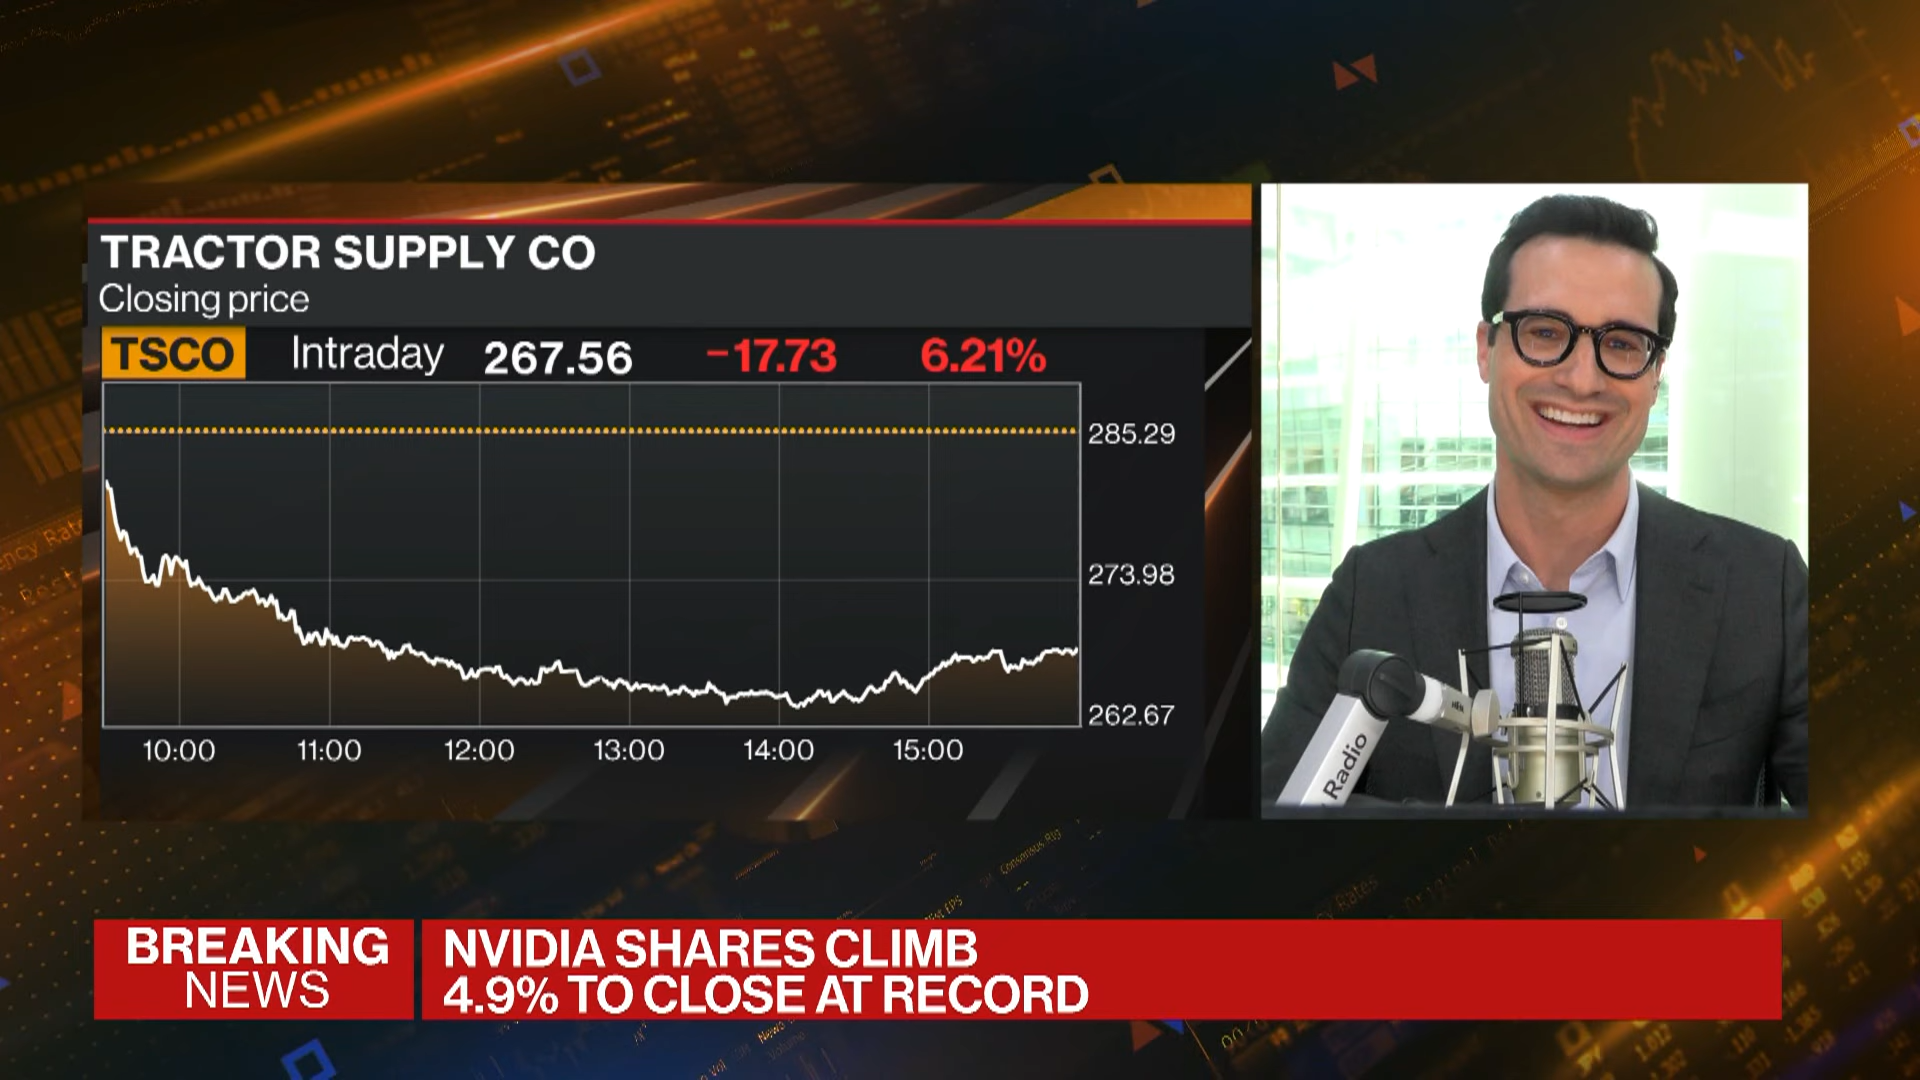 TRACTOR SUPPLY CO
Closing price
TSCO Intraday 267.56 -17.73 6.21%
285.29
273.98
262.67
10:00 11:00 12:00 13:00 14:00 15:00
Radio
BREAKING
NEWS
NVIDIA SHARES CLIMB
4.9% TO CLOSE AT RECORD